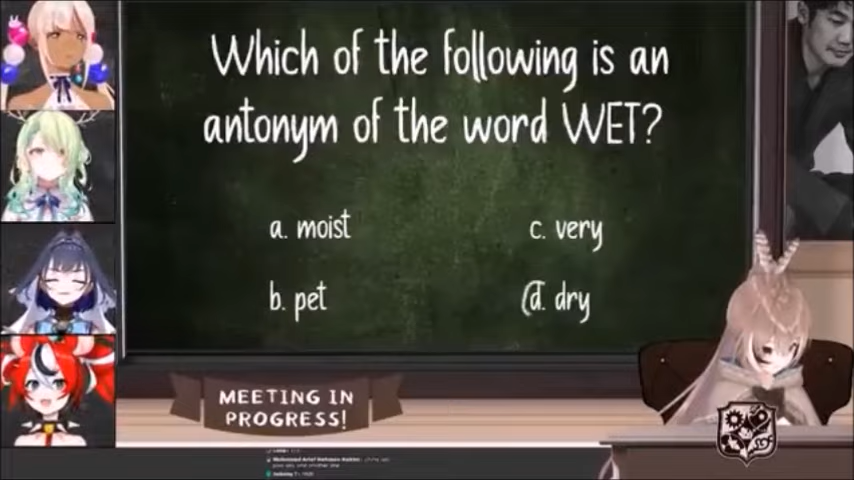 Which of the following is an
antonym of the word WET?
a. moist
c. very
b. pet
(d. dry
MEETING IN
PROGRESS!